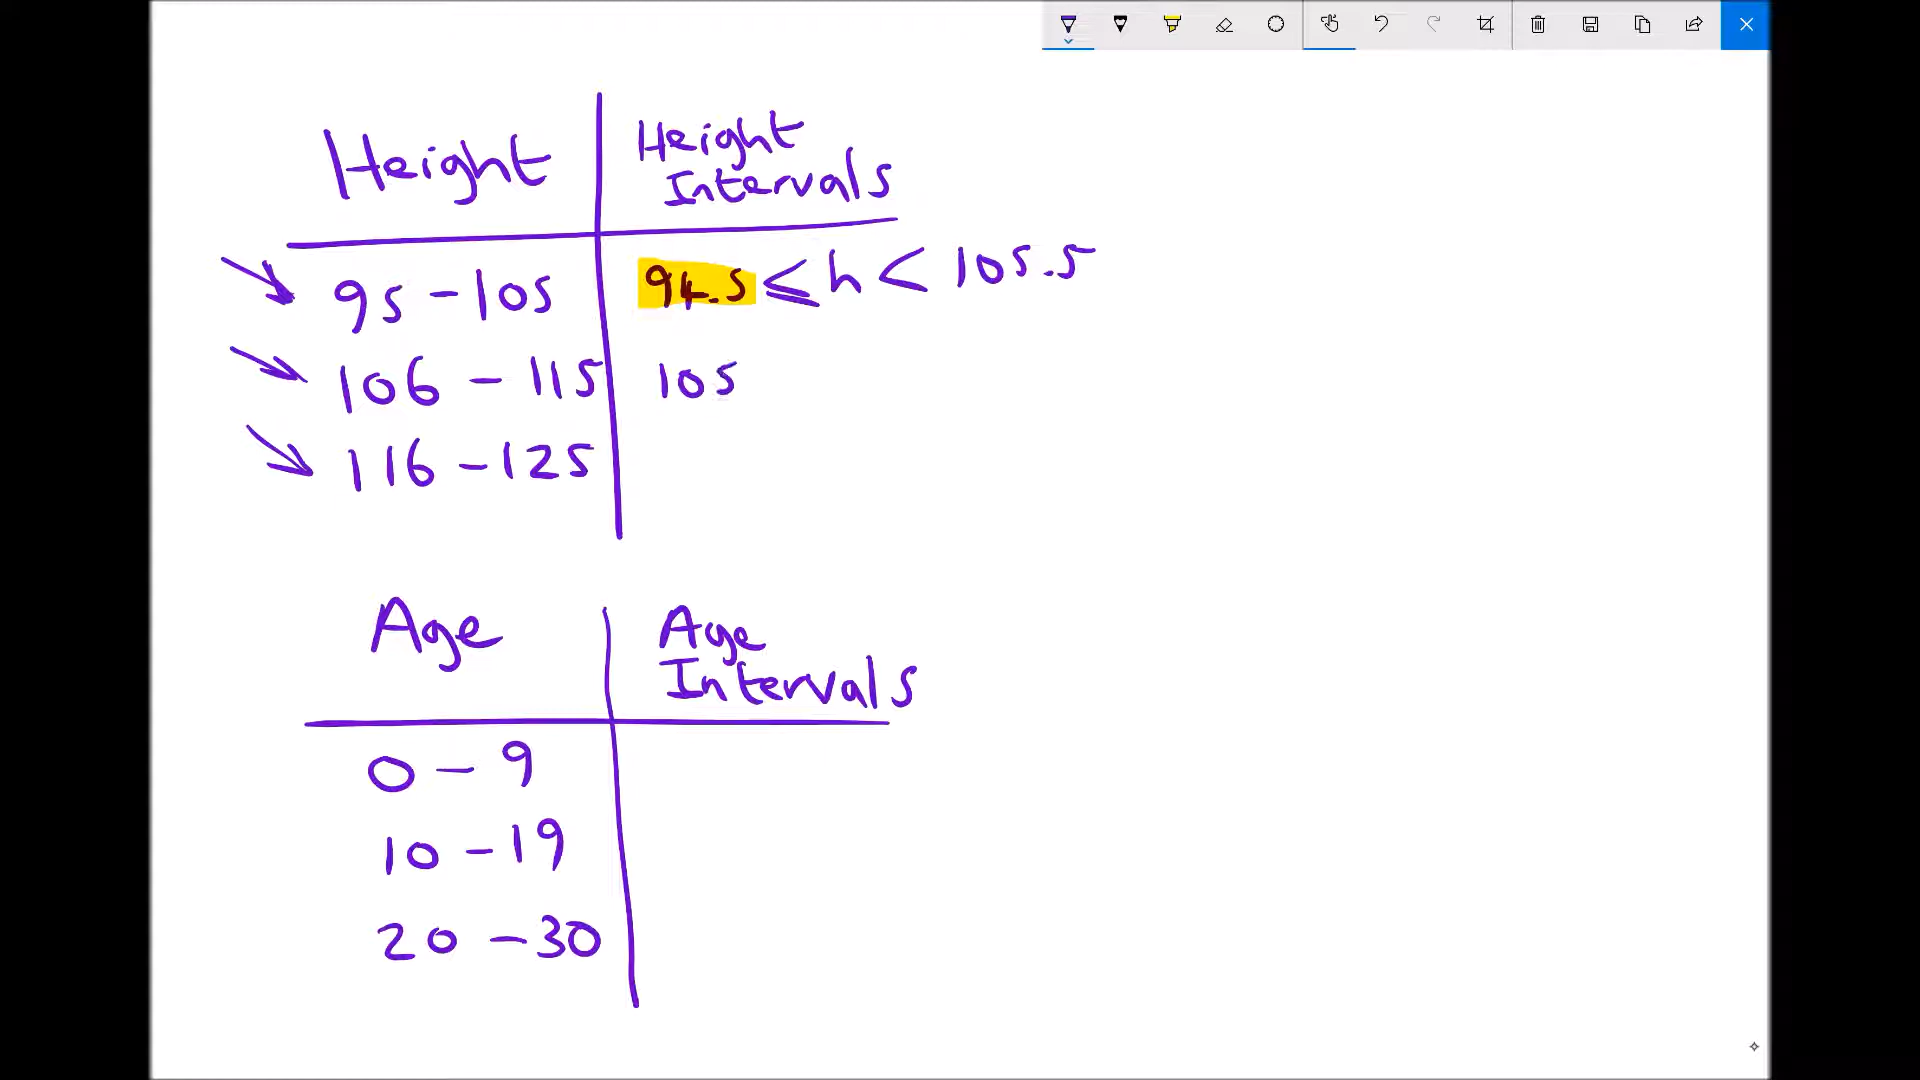 Height Height Intervals
95 - 105 94.5 ≤ h < 105.5
106 - 115 105
116 - 125
Age Age Intervals
0 - 9
10 - 19
20 - 30